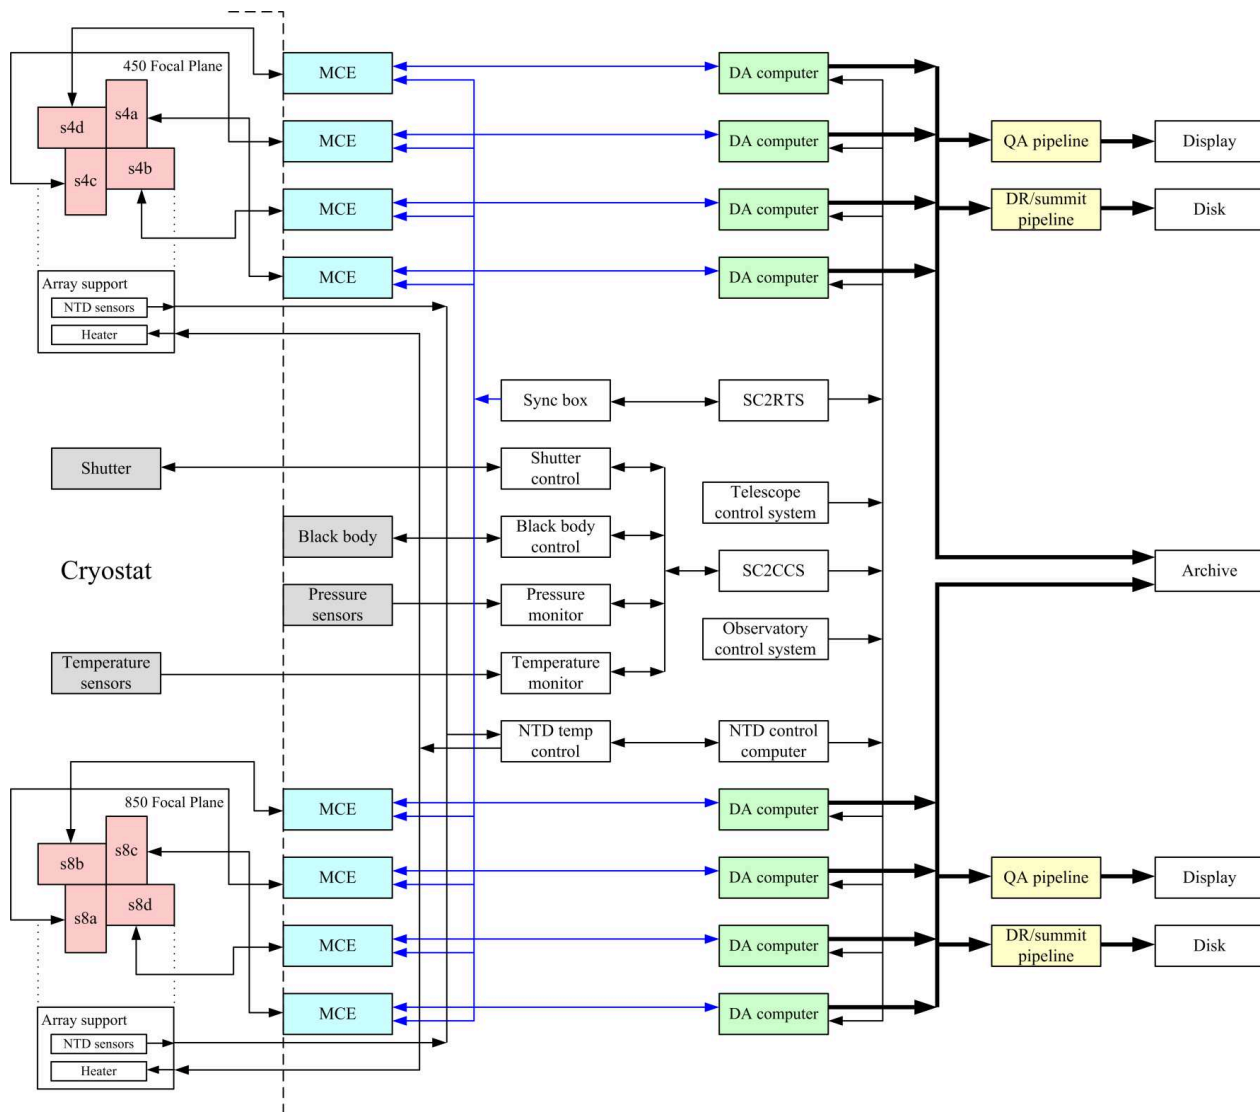 450 Focal Plane
s4a
s4d
s4b
s4c
Array support
NTD sensors
Heater
MCE
DA computer
MCE
DA computer
QA pipeline
Display
MCE
DA computer
DR/summit
pipeline
Disk
MCE
DA computer
Sync box
SC2RTS
Shutter
Shutter
control
Telescope
control system
Black body
Black body
control
Cryostat
SC2CCS
Archive
Pressure
sensors
Pressure
monitor
Observatory
control system
Temperature
sensors
Temperature
monitor
NTD temp
control
NTD control
computer
850 Focal Plane
s8c
s8b
s8d
s8a
Array support
NTD sensors
Heater
MCE
DA computer
MCE
DA computer
QA pipeline
Display
MCE
DA computer
DR/summit
pipeline
Disk
MCE
DA computer